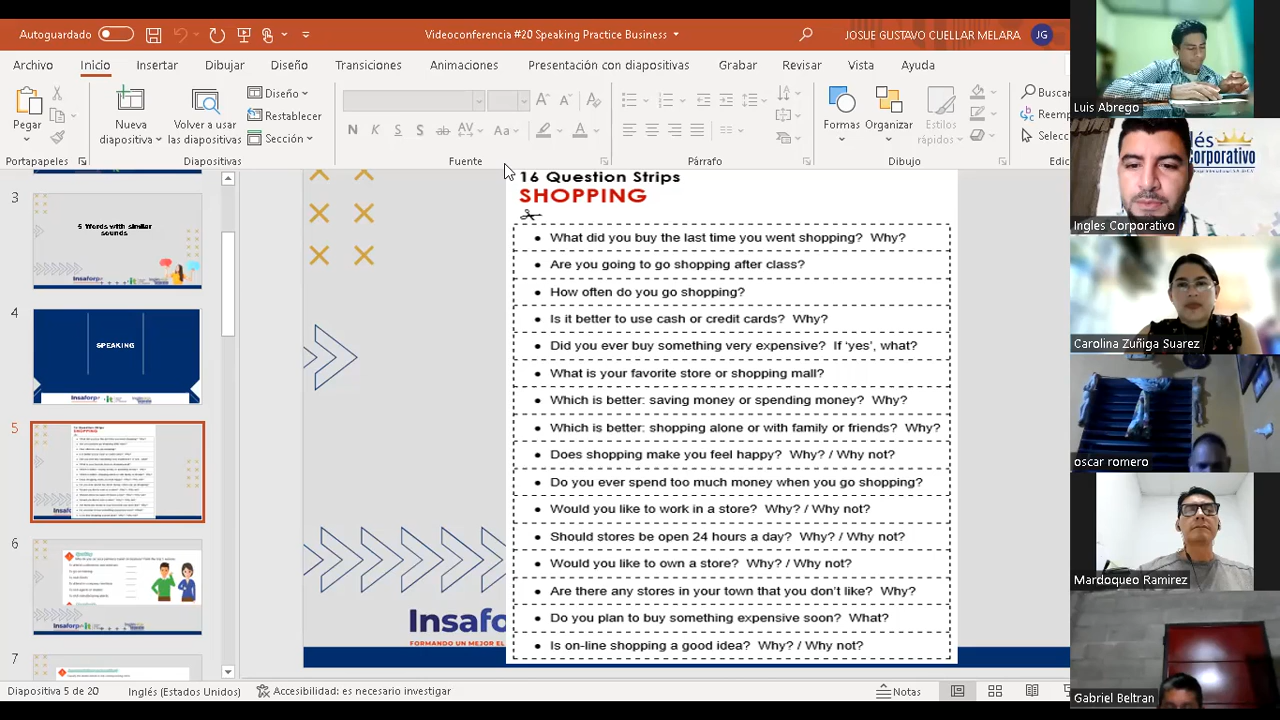 Autoguardado
Videoconferencia #20 Speaking Practice Business
JOSUE GUSTAVO CUELLAR MELARA
JG
Archivo
Inicio
Insertar
Dibujar
Diseño
Transiciones
Animaciones
Presentación con diapositivas
Grabar
Revisar
Vista
Ayuda
Pegar
Nueva diapositiva
Volver a usar las diapositivas
Diseño
Restablecer
Sección
Formas
Organizar
Estilos rápidos
Buscar
Reemp
Selecc
Portapapeles
Diapositivas
Fuente
Párrafo
Dibujo
Edic
3
5 Words with similar
sounds
4
SPEAKING
5
6
7
16 Question Strips
SHOPPING
• What did you buy the last time you went shopping? Why?
• Are you going to go shopping after class?
• How often do you go shopping?
• Is it better to use cash or credit cards? Why?
• Did you ever buy something very expensive? If ‘yes’, what?
• What is your favorite store or shopping mall?
• Which is better: saving money or spending money? Why?
• Which is better: shopping alone or with family or friends? Why?
• Does shopping make you feel happy? Why? / Why not?
• Do you ever spend too much money when you go shopping?
• Would you like to work in a store? Why? / Why not?
• Should stores be open 24 hours a day? Why? / Why not?
• Would you like to own a store? Why? / Why not?
• Are there any stores in your town that you don’t like? Why?
• Do you plan to buy something expensive soon? What?
• Is on-line shopping a good idea? Why? / Why not?
Insafo
FORMANDO UN MEJOR EL
Diapositiva 5 de 20
Inglés (Estados Unidos)
Accesibilidad: es necesario investigar
Notas
Luis Abrego
lés
Corporativo
Ingles Corporativo
Carolina Zuñiga Suarez
oscar romero
Mardoqueo Ramirez
Gabriel Beltran